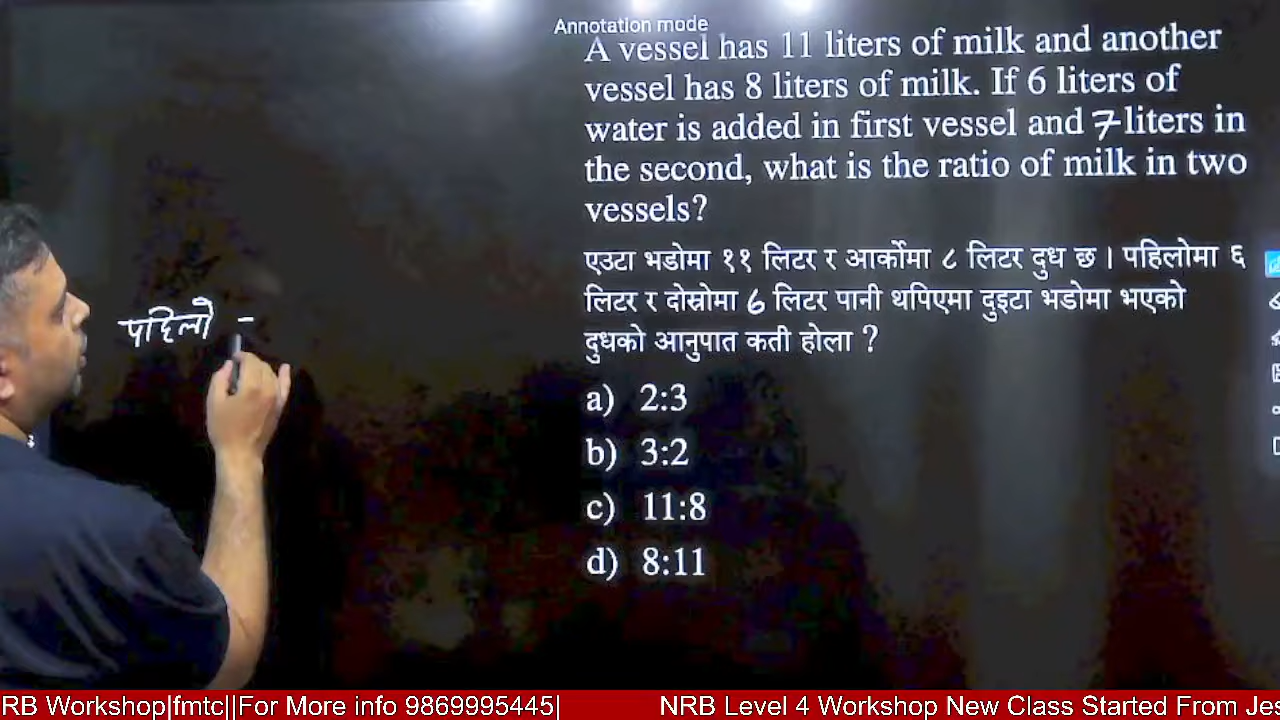 Annotation mode
A vessel has 11 liters of milk and another
vessel has 8 liters of milk. If 6 liters of
water is added in first vessel and 7 liters in
the second, what is the ratio of milk in two
vessels?
एउटा भडोमा ११ लिटर र आर्कोमा ८ लिटर दुध छ । पहिलोमा ६
लिटर र दोस्रोमा 6 लिटर पानी थपिएमा दुइटा भडोमा भएको
दुधको आनुपात कती होला ?
a) 2:3
b) 3:2
c) 11:8
d) 8:11
पहिलो -
RB Workshop|fmtc||For More info 9869995445| NRB Level 4 Workshop New Class Started From Jes